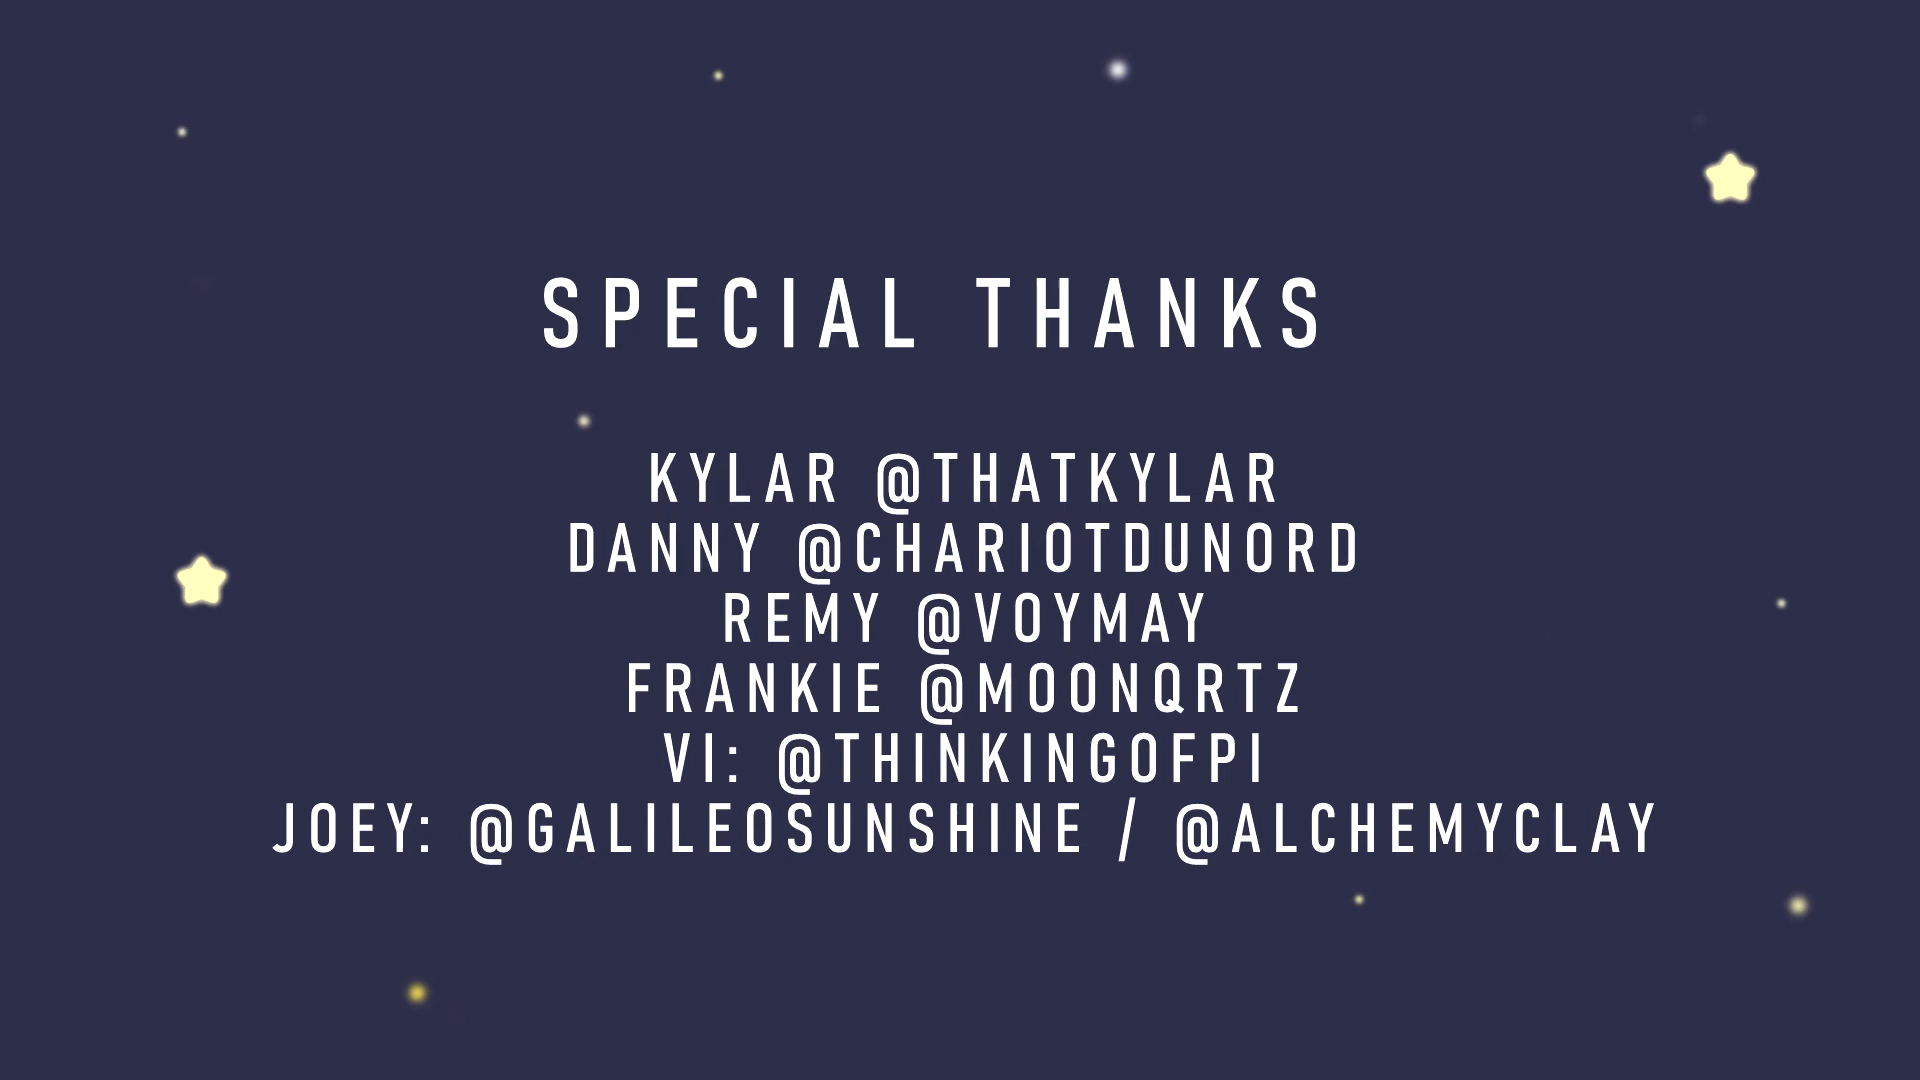 SPECIAL THANKS
KYLAR @THATKYLAR
DANNY @CHARIOTDUNORD
REMY @VOYMAY
FRANKIE @MOONQRTZ
VI: @THINKINGOFPI
JOEY: @GALILEOSUNSHINE / @ALCHEMYCLAY